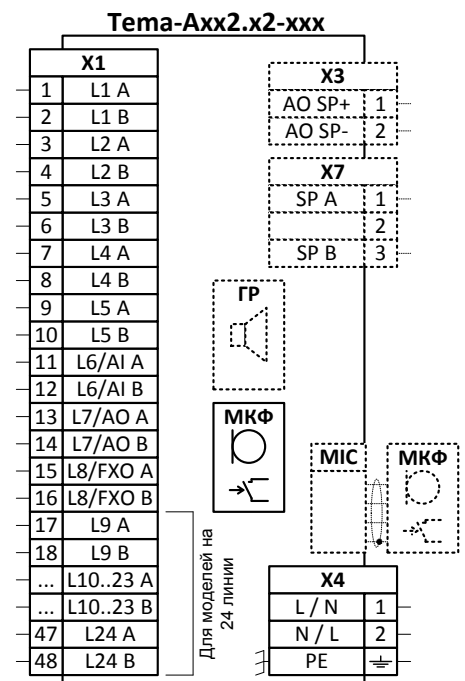 Tema-Axx2.x2-xxx
X1
1 L1 A
2 L1 B
3 L2 A
4 L2 B
5 L3 A
6 L3 B
7 L4 A
8 L4 B
9 L5 A
10 L5 B
11 L6/AI A
12 L6/AI B
13 L7/AO A
14 L7/AO B
15 L8/FXO A
16 L8/FXO B
17 L9 A
18 L9 B
... L10..23 A
... L10..23 B
47 L24 A
48 L24 B
Для моделей на
24 линии
X3
AO SP+ 1
AO SP- 2
X7
SP A 1
2
SP B 3
ГР
МКФ
MIC
МКФ
X4
L / N 1
N / L 2
PE